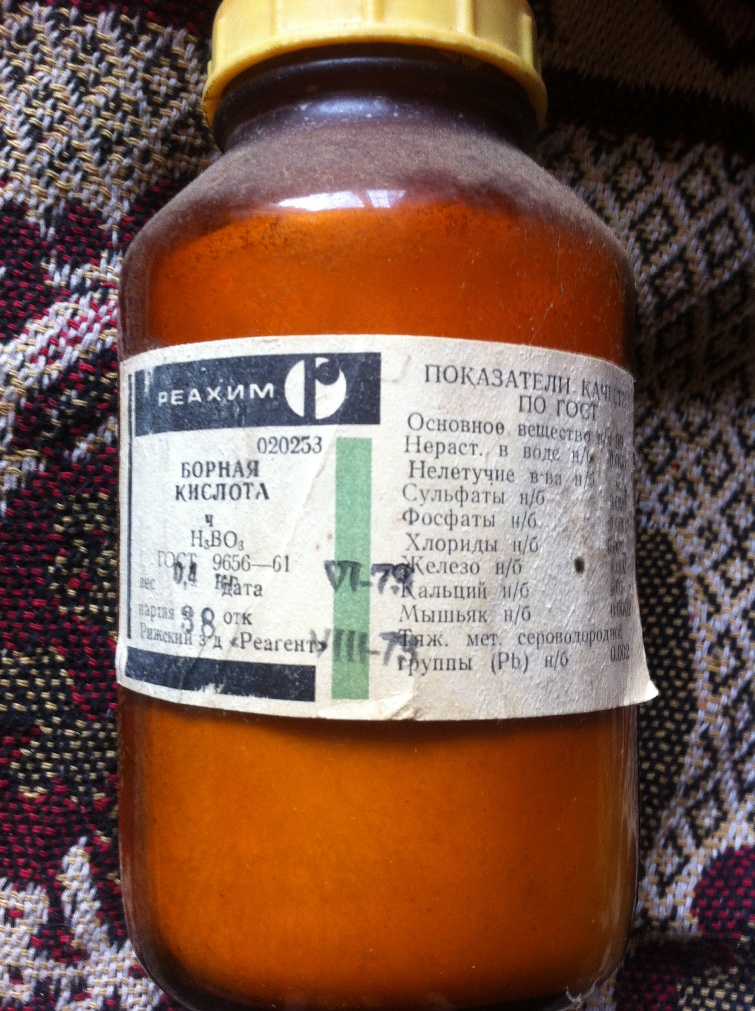 РЕАХИМ
020253
БОРНАЯ
КИСЛОТА
ч
H₃BO₃
ГОСТ 9656—61
вес 0,4 кг дата VI-79
партия 38 отк
Рижский з-д «Реагент» VIII-79
ПОКАЗАТЕЛИ
ПО ГОСТ
Основное вещество
Нераст. в воде н/б
Нелетучие в-ва н/б
Сульфаты н/б
Фосфаты н/б
Хлориды н/б
Железо н/б
Кальций н/б
Мышьяк н/б
Тяж. мет. сероводородной
группы (Pb) н/б